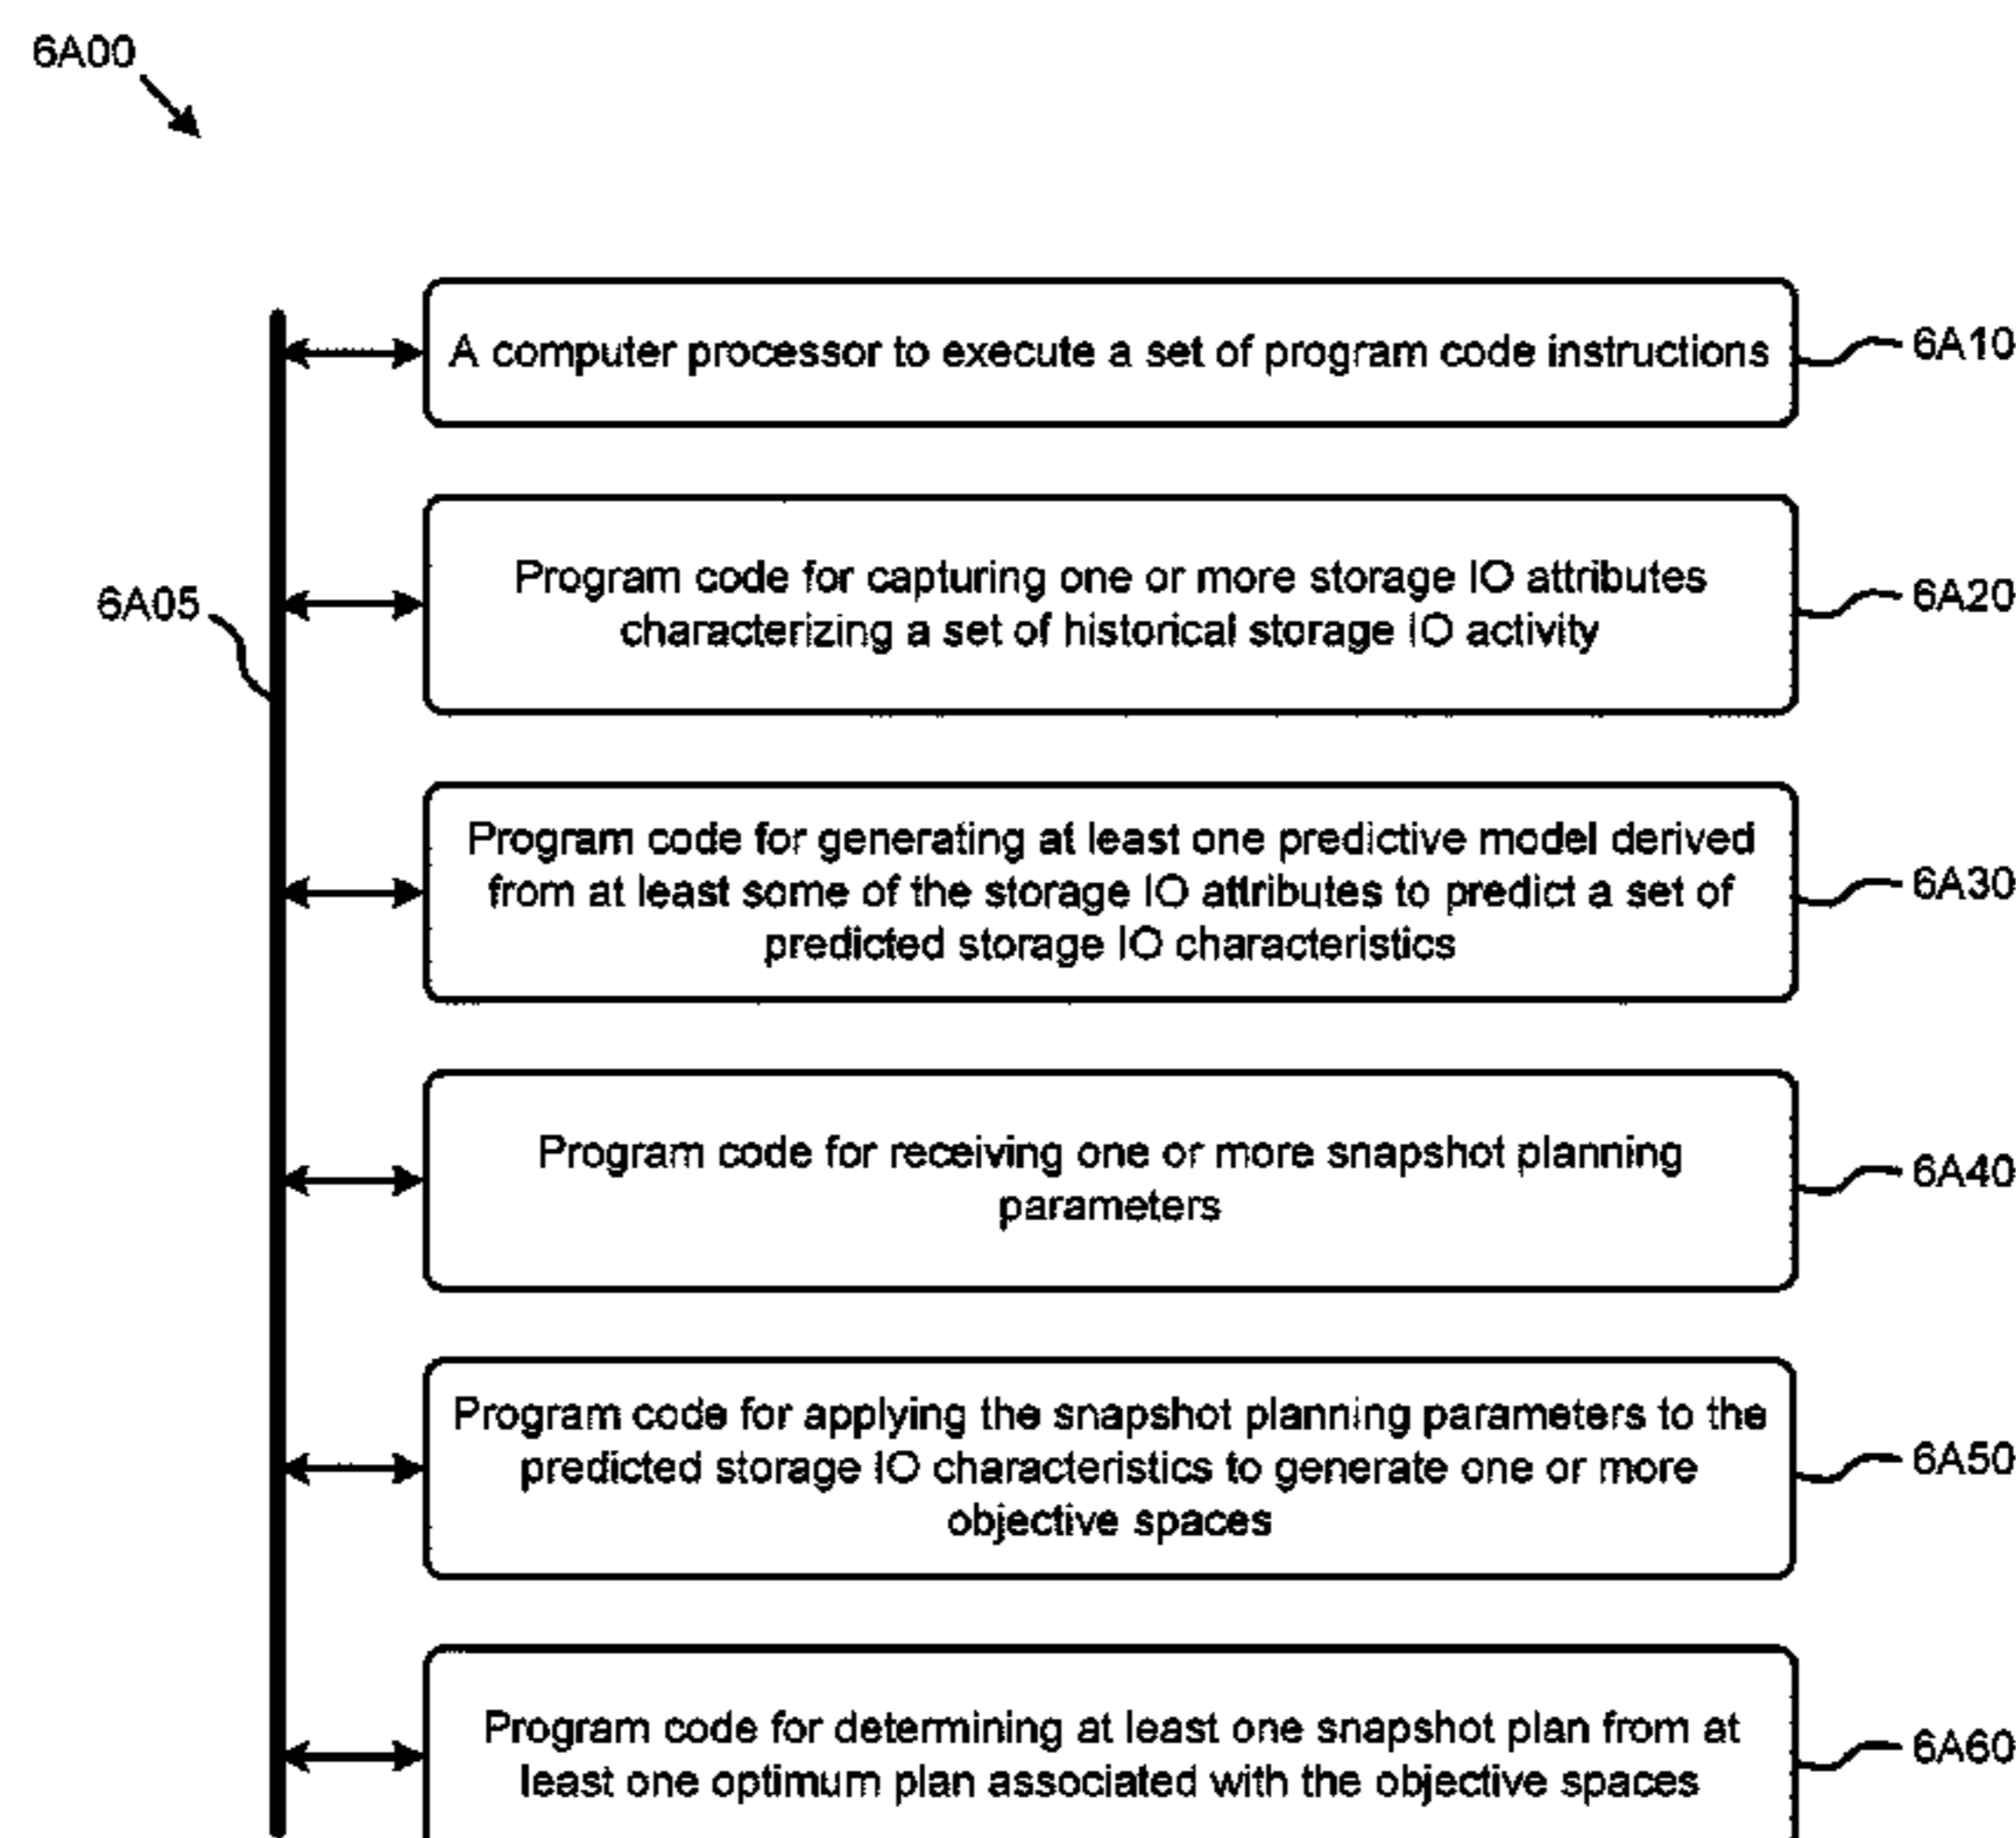 6A00
A computer processor to execute a set of program code instructions
6A10
6A05
Program code for capturing one or more storage IO attributes
characterizing a set of historical storage IO activity
6A20
Program code for generating at least one predictive model derived
from at least some of the storage IO attributes to predict a set of
predicted storage IO characteristics
6A30
Program code for receiving one or more snapshot planning
parameters
6A40
Program code for applying the snapshot planning parameters to the
predicted storage IO characteristics to generate one or more
objective spaces
6A50
Program code for determining at least one snapshot plan from at
least one optimum plan associated with the objective spaces
6A60